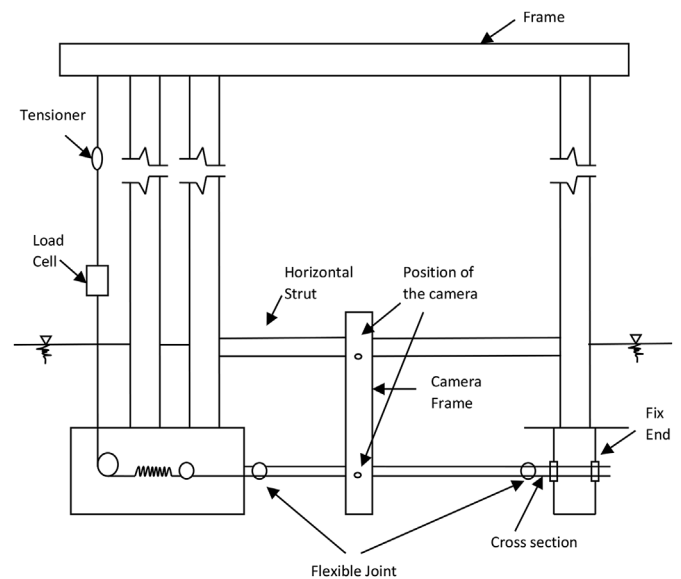 Frame
Tensioner
Load
Cell
Horizontal
Strut
Position of
the camera
Camera
Frame
Fix
End
Cross section
Flexible Joint